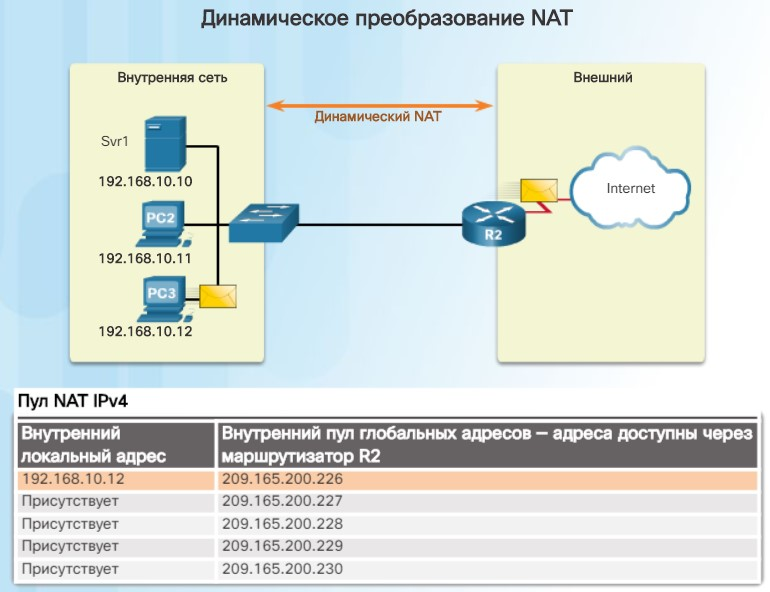 Динамическое преобразование NAT
Внутренняя сеть
Внешний
Динамический NAT
Svr1
192.168.10.10
PC2
192.168.10.11
PC3
192.168.10.12
R2
Internet
Пул NAT IPv4
Внутренний локальный адрес
Внутренний пул глобальных адресов – адреса доступны через маршрутизатор R2
192.168.10.12 209.165.200.226
Присутствует 209.165.200.227
Присутствует 209.165.200.228
Присутствует 209.165.200.229
Присутствует 209.165.200.230